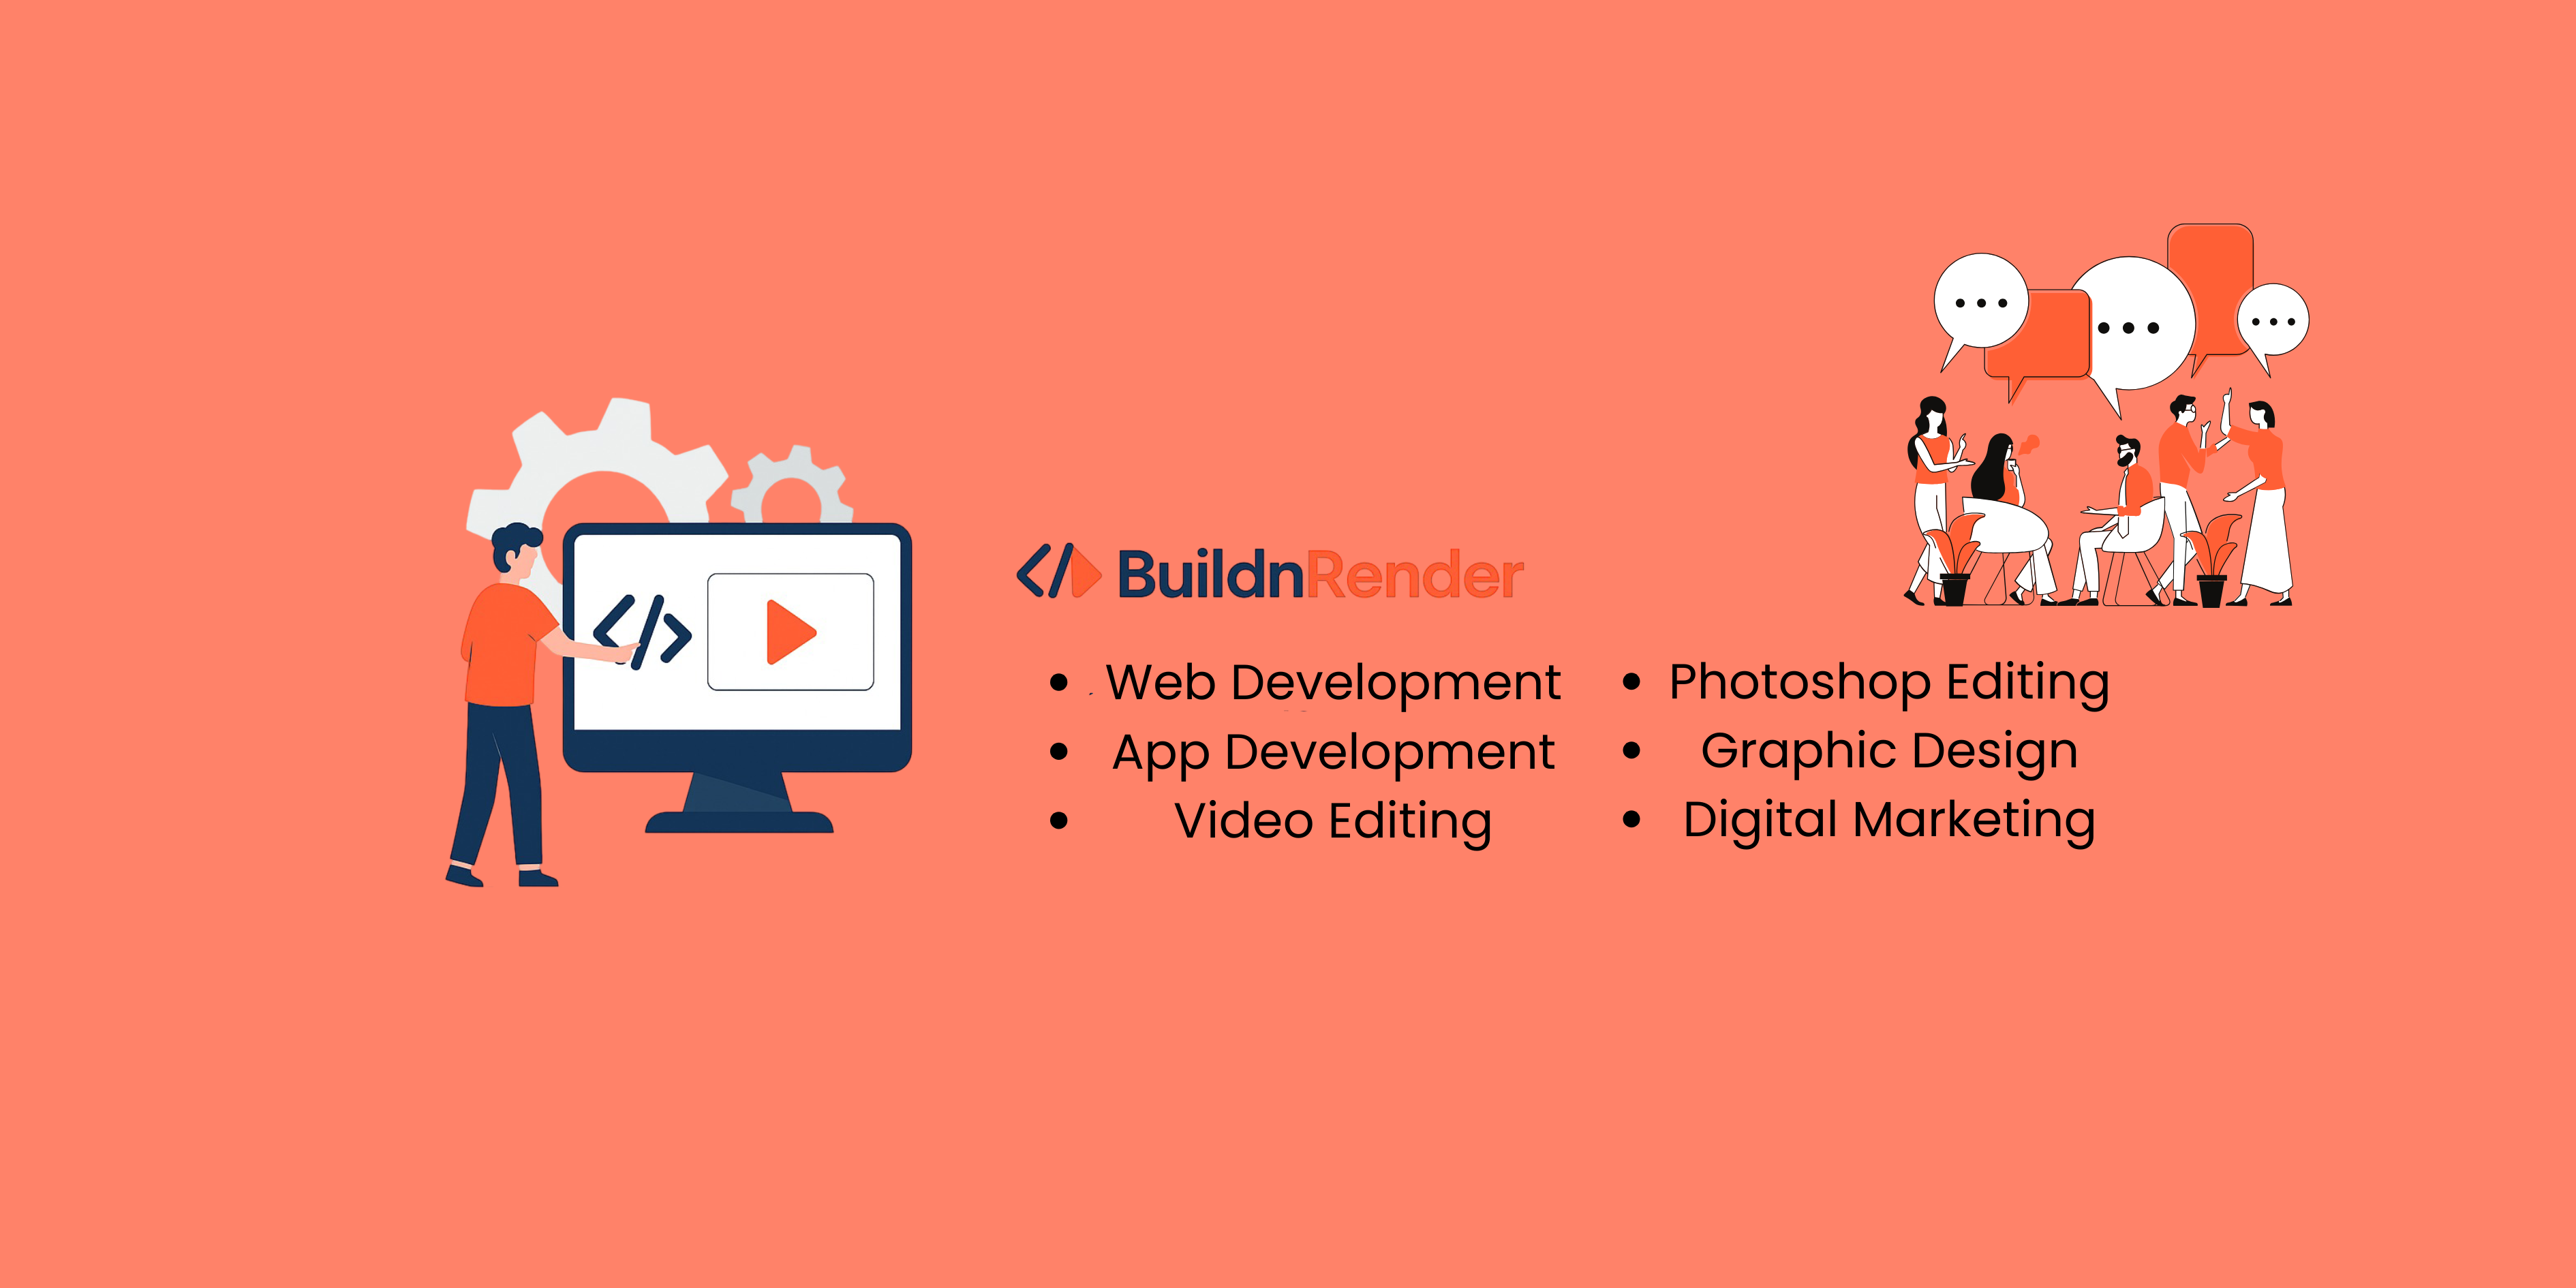 </> BuildnRender
</>
• Web Development
• App Development
• Video Editing
• Photoshop Editing
• Graphic Design
• Digital Marketing